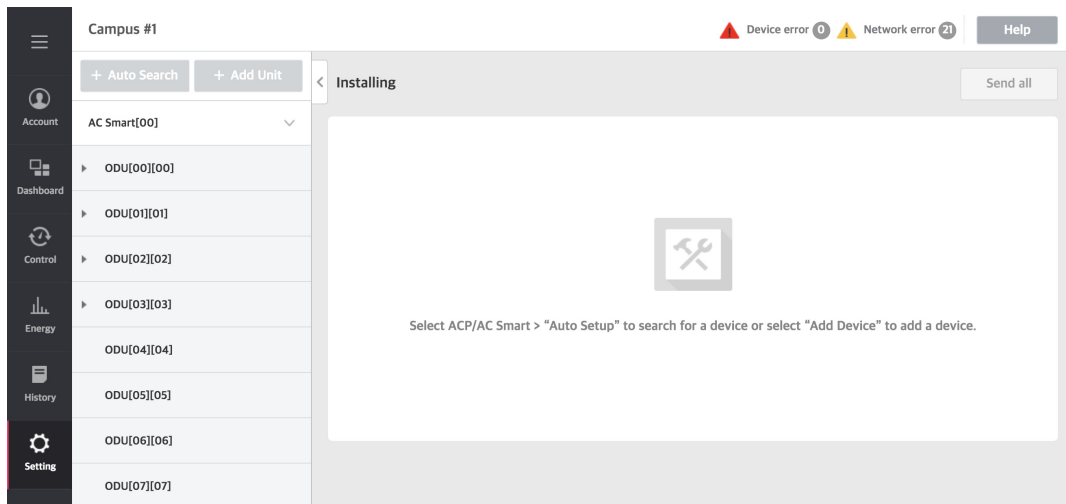 Campus #1
Device error 0
Network error 21
Help
+ Auto Search
+ Add Unit
Installing
Send all
Account
AC Smart[00]
ODU[00][00]
Dashboard
ODU[01][01]
Control
ODU[02][02]
ODU[03][03]
Energy
Select ACP/AC Smart > “Auto Setup” to search for a device or select “Add Device” to add a device.
ODU[04][04]
History
ODU[05][05]
ODU[06][06]
Setting
ODU[07][07]